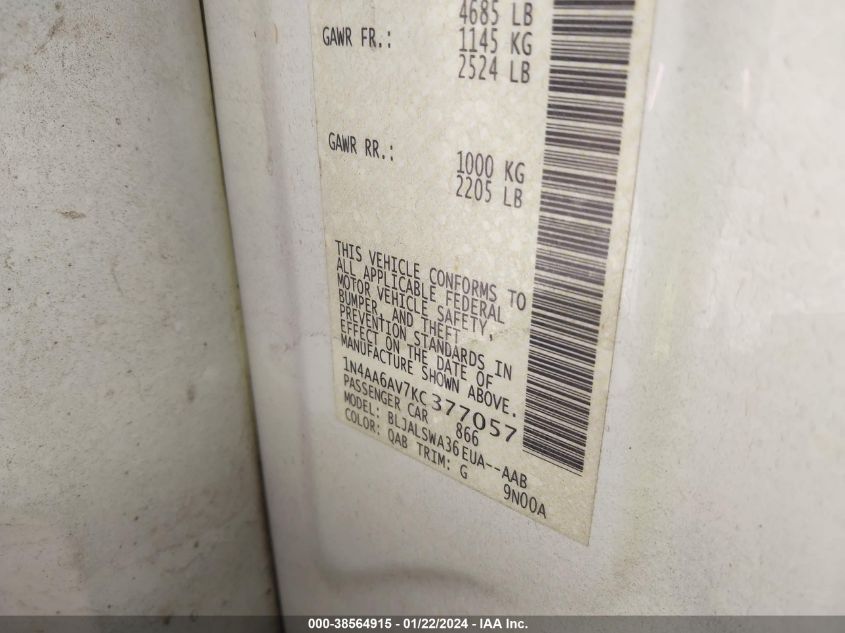 4685 LB
GAWR FR.: 1145 KG
2524 LB
GAWR RR.: 1000 KG
2205 LB
THIS VEHICLE CONFORMS TO
ALL APPLICABLE FEDERAL
MOTOR VEHICLE SAFETY,
BUMPER, AND THEFT
PREVENTION STANDARDS IN
EFFECT ON THE DATE OF
MANUFACTURE SHOWN ABOVE.
1N4AA6AV7KC377057
PASSENGER CAR 866
MODEL: BLJALSWA36EUA--AAB
COLOR: QAB TRIM: G 9N00A
000-38564915 - 01/22/2024 - IAA Inc.